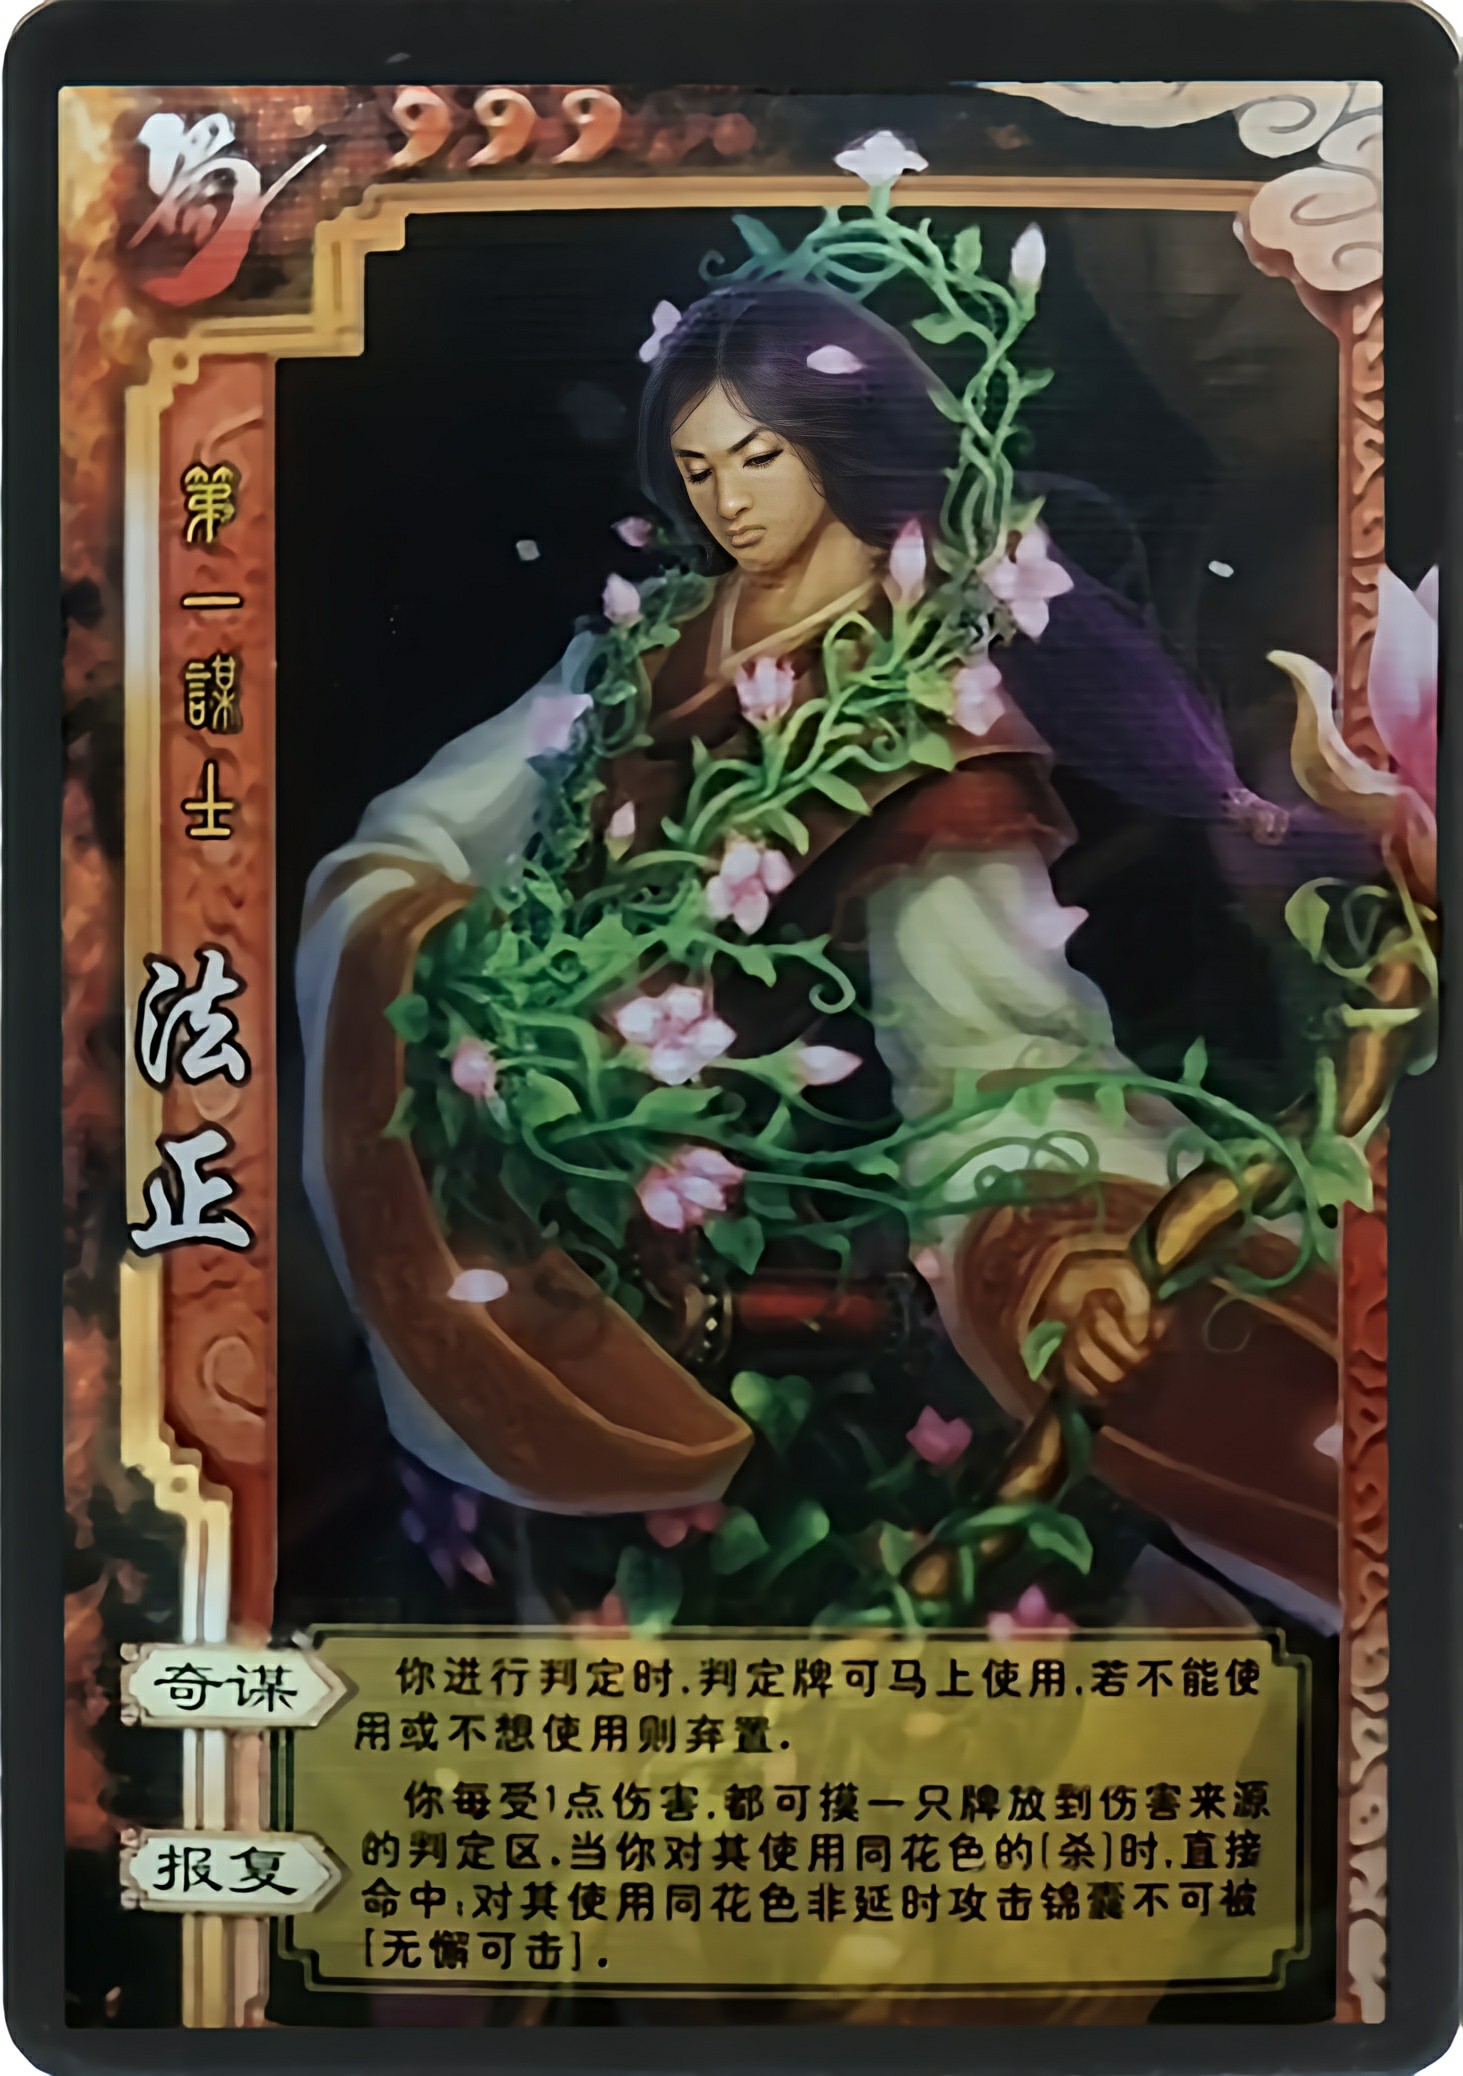 蜀
第一謀士
法正
奇谋
你进行判定时,判定牌可马上使用,若不能使
用或不想使用则弃置.
报复
你每受1点伤害,都可摸一只牌放到伤害来源
的判定区.当你对其使用同花色的[杀]时,直接
命中;对其使用同花色非延时攻击锦囊不可被
[无懈可击].